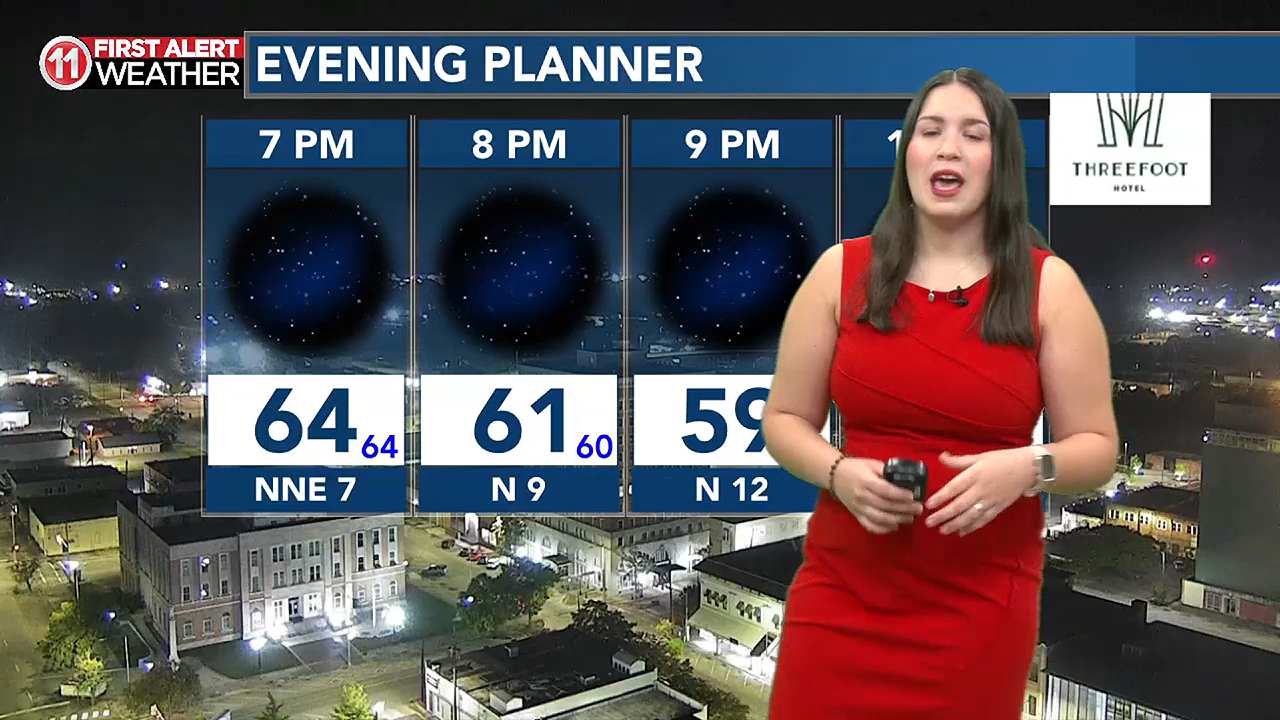 11 FIRST ALERT
WEATHER
EVENING PLANNER
THREEFOOT
HOTEL
7 PM
8 PM
9 PM
64
64
61
60
59
NNE 7
N 9
N 12